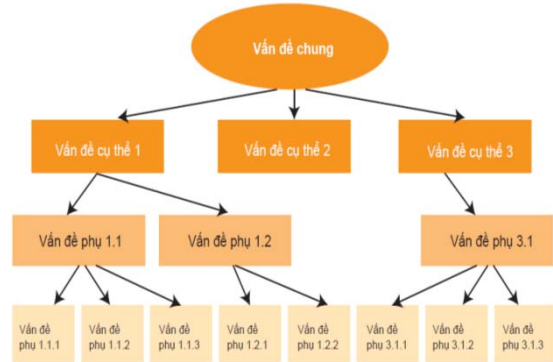 Vấn đề chung
Vấn đề cụ thể 1
Vấn đề cụ thể 2
Vấn đề cụ thể 3
Vấn đề phụ 1.1
Vấn đề phụ 1.2
Vấn đề phụ 3.1
Vấn đề
phụ 1.1.1
Vấn đề
phụ 1.1.2
Vấn đề
phụ 1.1.3
Vấn đề
phụ 1.2.1
Vấn đề
phụ 1.2.2
Vấn đề
phụ 3.1.1
Vấn đề
phụ 3.1.2
Vấn đề
phụ 3.1.3